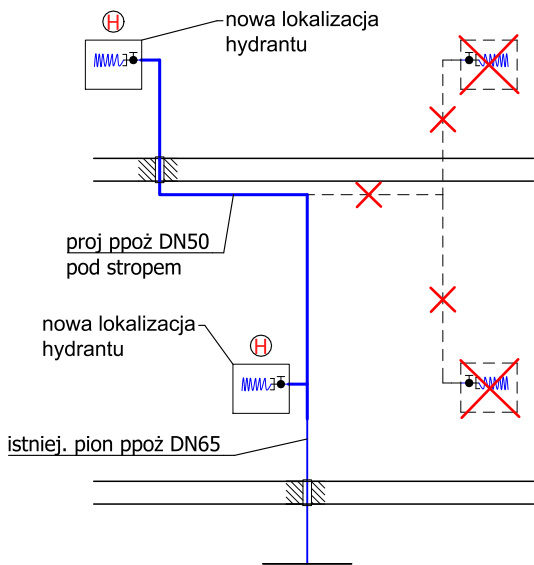 H
nowa lokalizacja
hydrantu
proj ppoż DN50
pod stropem
nowa lokalizacja
hydrantu
H
istniej. pion ppoż DN65